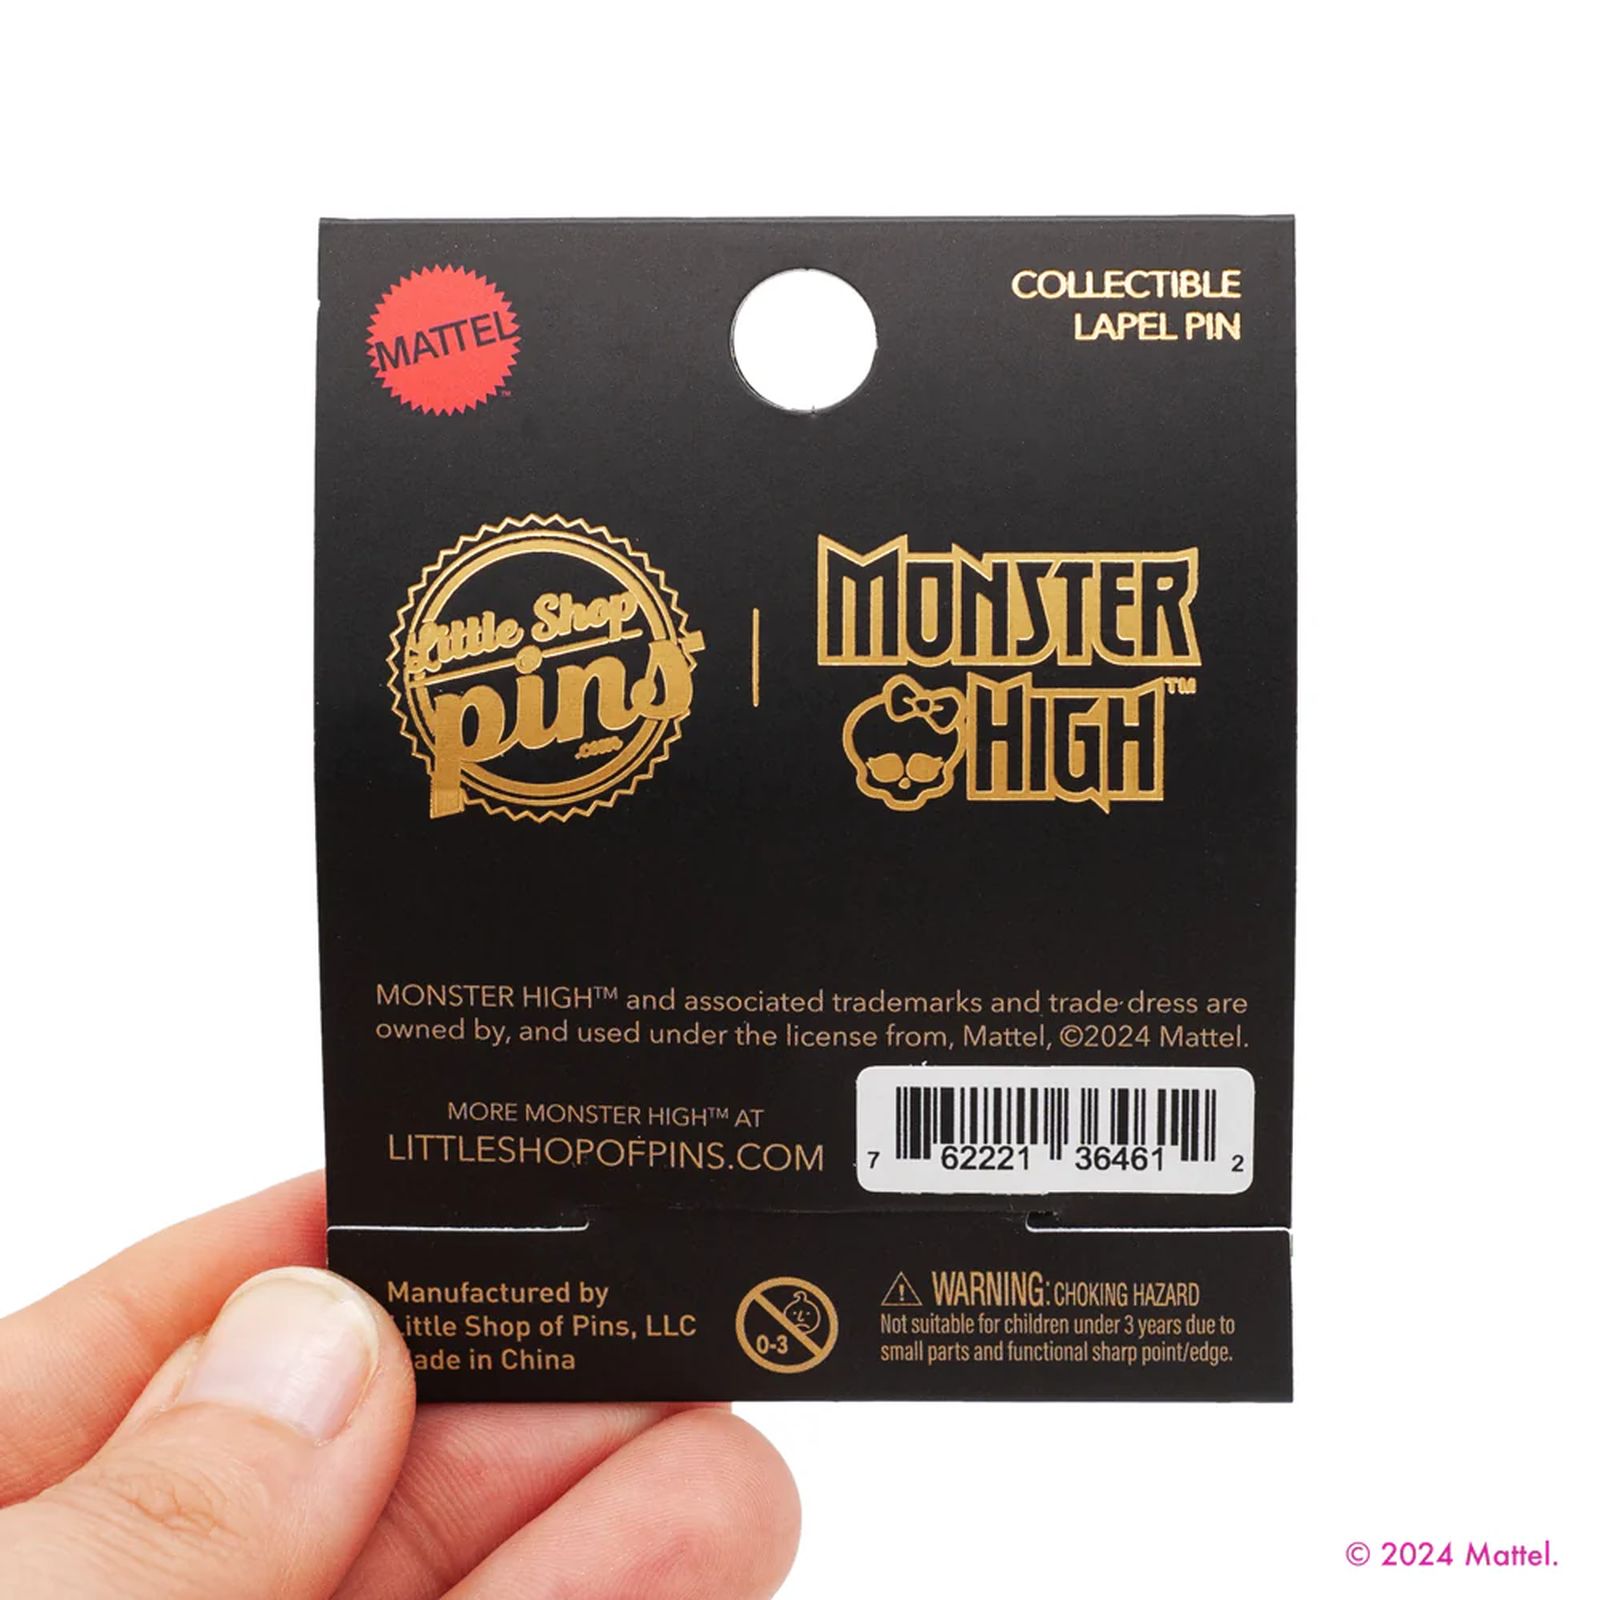 MATTEL
™
COLLECTIBLE
LAPEL PIN
Little Shop
pins
.com
MONSTER
HIGH™
MONSTER HIGH™ and associated trademarks and trade dress are
owned by, and used under the license from, Mattel, ©2024 Mattel.
MORE MONSTER HIGH™ AT
LITTLESHOPOFPINS.COM
7 62221 36461 2
Manufactured by
Little Shop of Pins, LLC
Made in China
0-3
WARNING: CHOKING HAZARD
Not suitable for children under 3 years due to
small parts and functional sharp point/edge.
© 2024 Mattel.